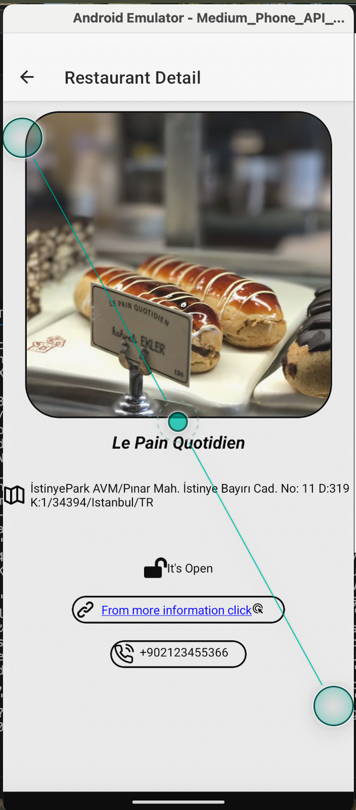 Android Emulator - Medium_Phone_API_...
Restaurant Detail
LE PAIN QUOTIDIEN
EKLER
Le Pain Quotidien
İstinyePark AVM/Pınar Mah. İstinye Bayırı Cad. No: 11 D:319
K:1/34394/Istanbul/TR
It's Open
From more information click
+902123455366